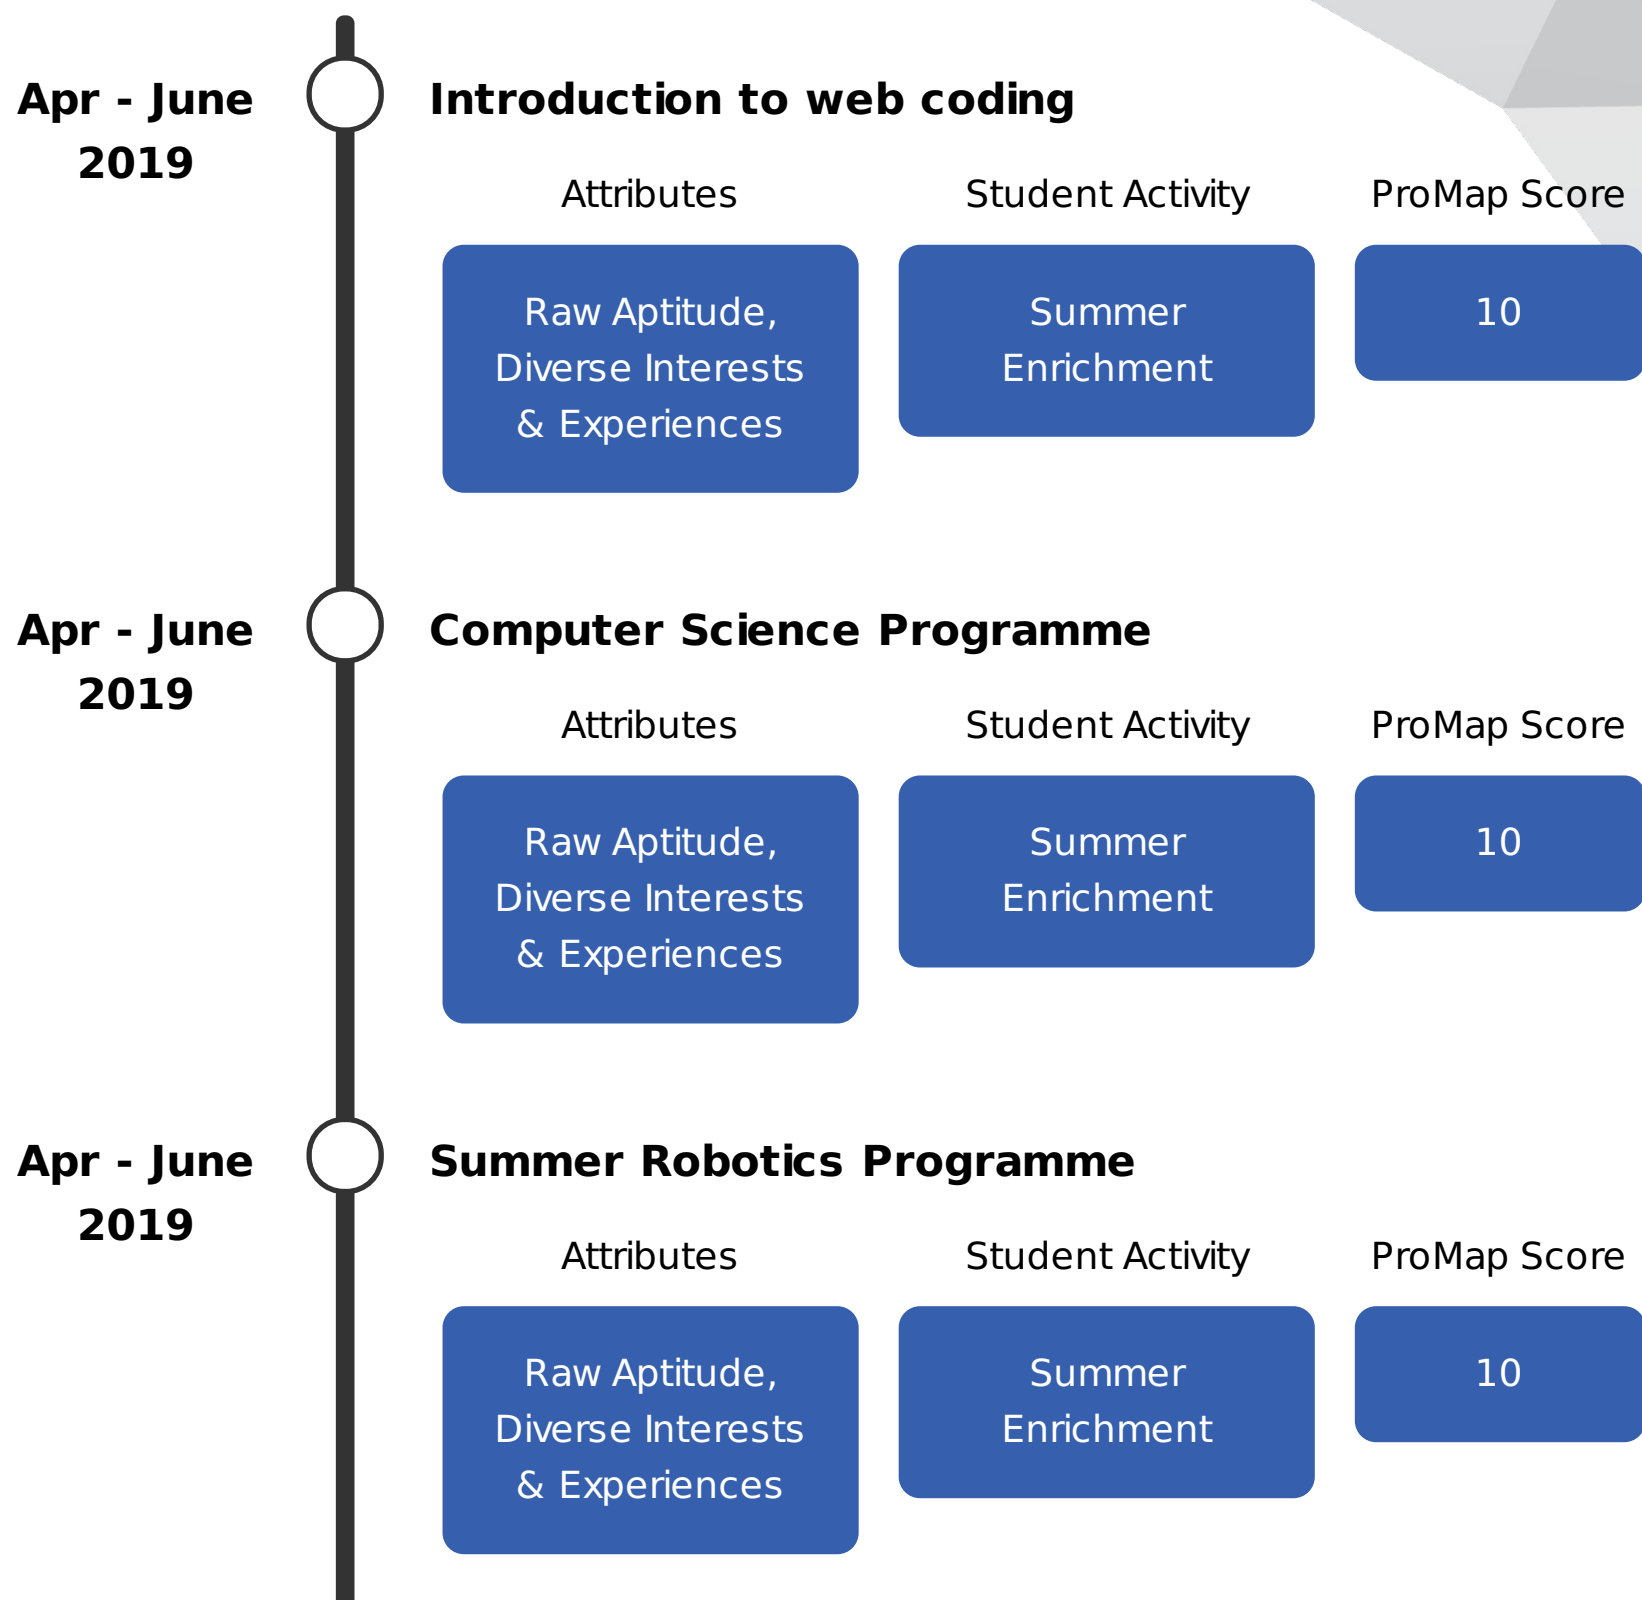 Apr - June
2019
Introduction to web coding
Attributes
Student Activity
ProMap Score
Raw Aptitude,
Diverse Interests
& Experiences
Summer
Enrichment
10
Apr - June
2019
Computer Science Programme
Attributes
Student Activity
ProMap Score
Raw Aptitude,
Diverse Interests
& Experiences
Summer
Enrichment
10
Apr - June
2019
Summer Robotics Programme
Attributes
Student Activity
ProMap Score
Raw Aptitude,
Diverse Interests
& Experiences
Summer
Enrichment
10